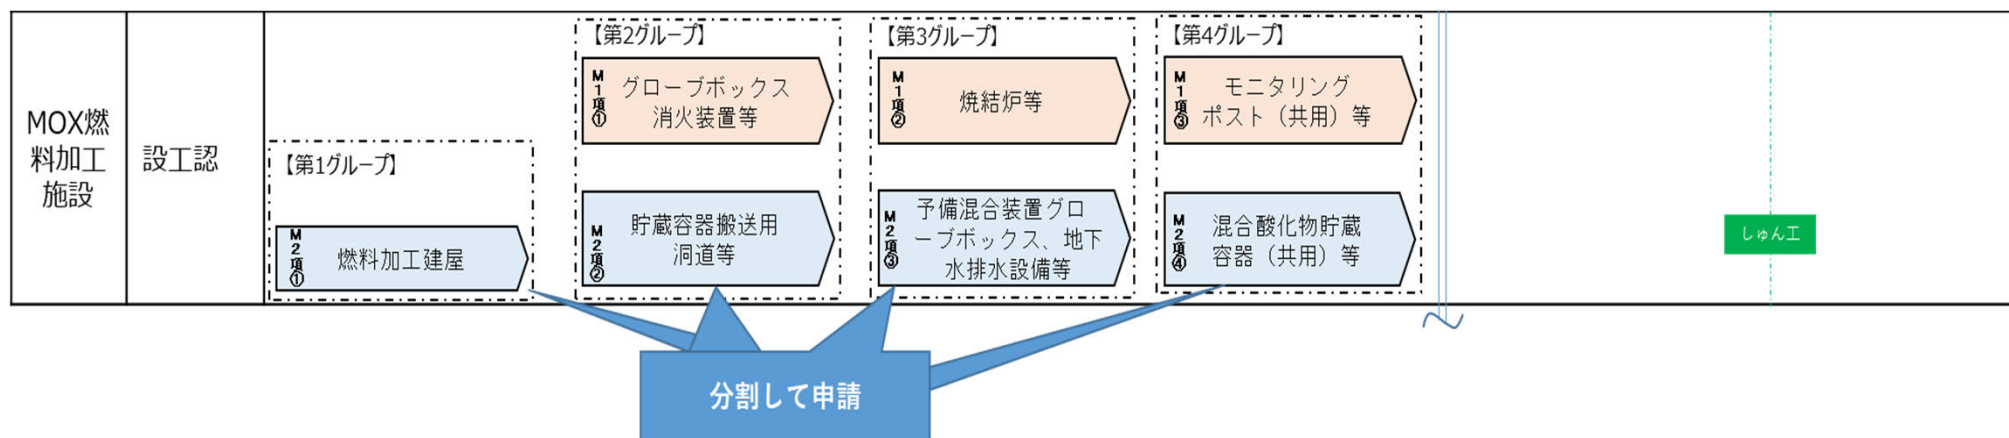 MOX燃
料加工
施設
設工認
【第1グループ】
M2項①
燃料加工建屋
【第2グループ】
M1項①
グローブボックス
消火装置等
M2項②
貯蔵容器搬送用
洞道等
【第3グループ】
M1項②
焼結炉等
M2項③
予備混合装置グロ
ーブボックス、地下
水排水設備等
【第4グループ】
M1項③
モニタリング
ポスト（共用）等
M2項④
混合酸化物貯蔵
容器（共用）等
しゅん工
分割して申請